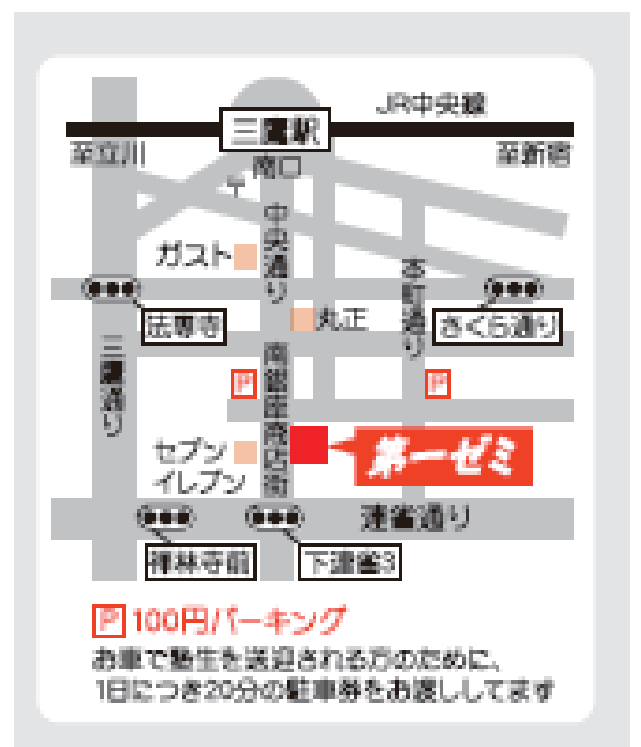 JR中央線
三鷹駅
至立川
至新宿
南口
〒
中央通り
ガスト
本町通り
法専寺
丸正
さくら通り
三鷹通り
P
南銀座商店街
P
セブン
イレブン
第一ゼミ
連雀通り
禅林寺前
下連雀3
P 100円パーキング
お車で塾生を送迎される方のために、
1日につき20分の駐車券をお渡ししてます